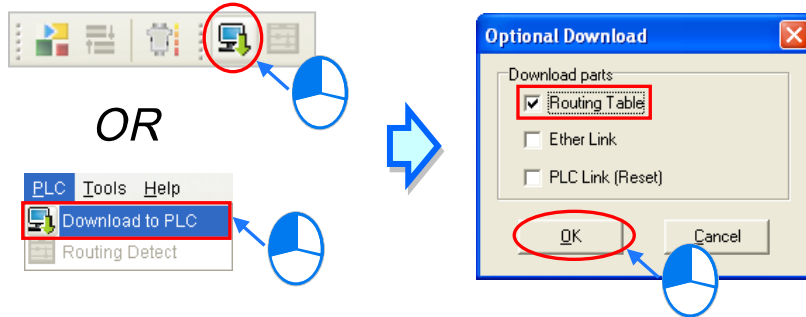 OR
PLC Tools Help
Download to PLC
Routing Detect
Optional Download
Download parts
Routing Table
Ether Link
PLC Link (Reset)
OK Cancel